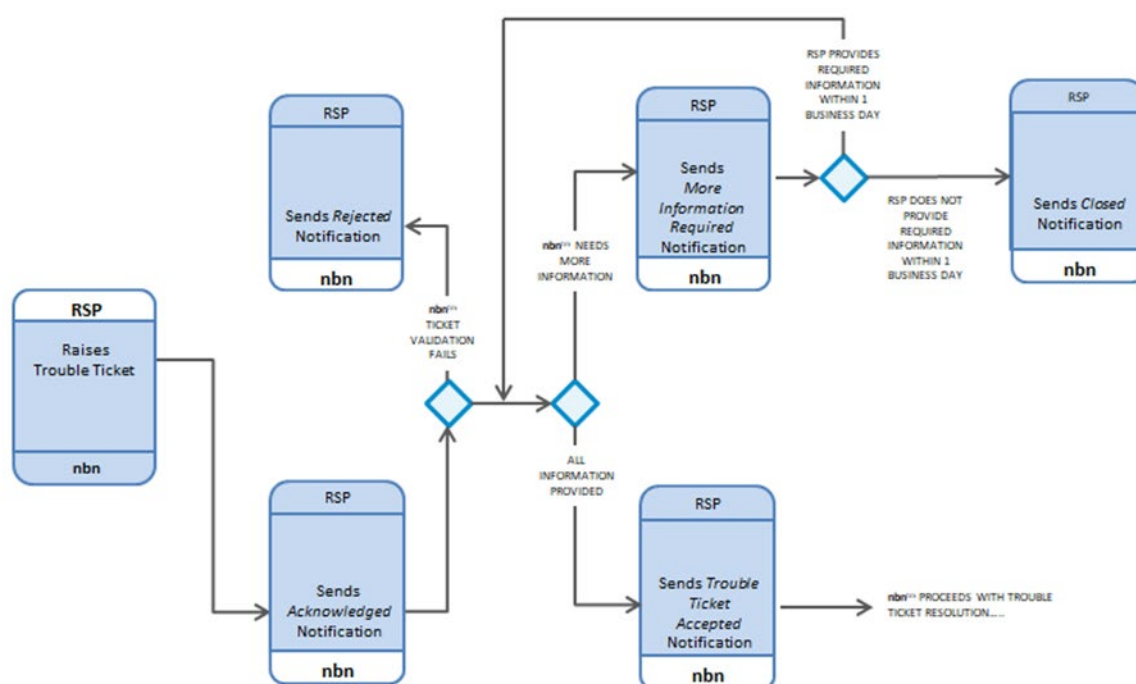 RSP PROVIDES
REQUIRED
INFORMATION
WITHIN 1
BUSINESS DAY
RSP
Sends Rejected
Notification
nbn
RSP
Sends
More
Information
Required
Notification
nbn
RSP
Sends Closed
Notification
nbn
RSP DOES NOT
PROVIDE
REQUIRED
INFORMATION
WITHIN 1
BUSINESS DAY
nbn NEEDS
MORE
INFORMATION
nbn
TICKET
VALIDATION
FAILS
RSP
Raises
Trouble Ticket
nbn
ALL
INFORMATION
PROVIDED
RSP
Sends
Acknowledged
Notification
nbn
RSP
Sends Trouble
Ticket
Accepted
Notification
nbn
nbn PROCEEDS WITH TROUBLE
TICKET RESOLUTION.....